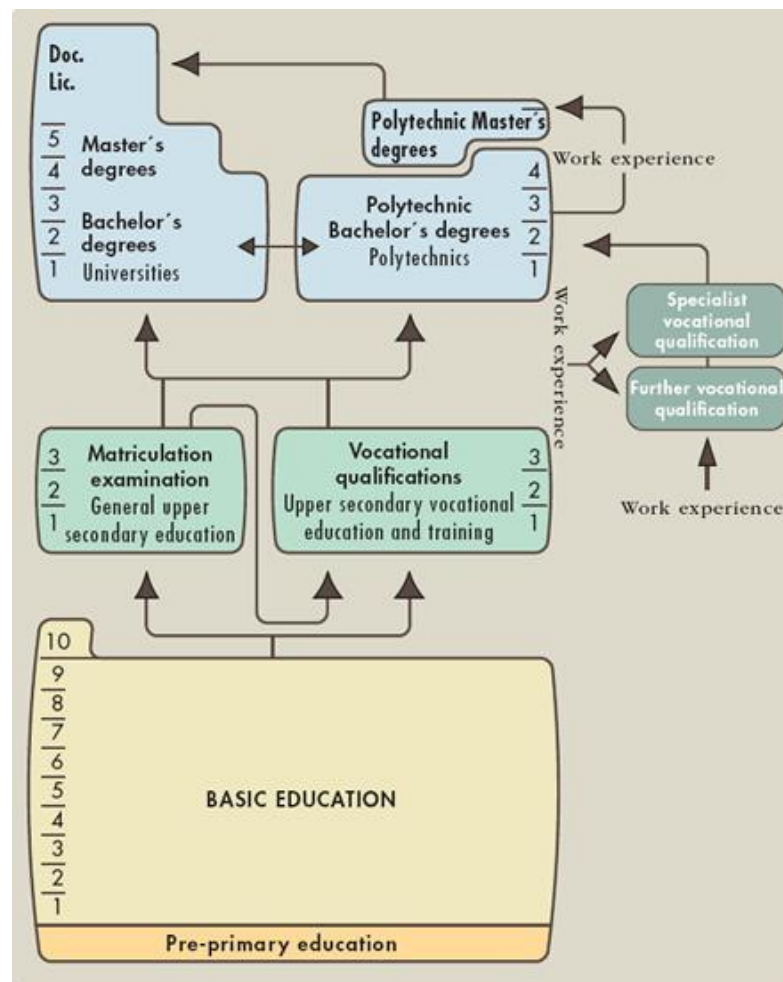 Doc.
Lic.
5
4
3
2
1
Master´s
degrees
Bachelor´s
degrees
Universities
Polytechnic Master´s
degrees
Work experience
Polytechnic
Bachelor´s degrees
Polytechnics
4
3
2
1
Work experience
Specialist
vocational
qualification
Further vocational
qualification
Work experience
3
2
1
Matriculation
examination
General upper
secondary education
Vocational
qualifications
Upper secondary vocational
education and training
3
2
1
10
9
8
7
6
5
4
3
2
1
BASIC EDUCATION
Pre-primary education